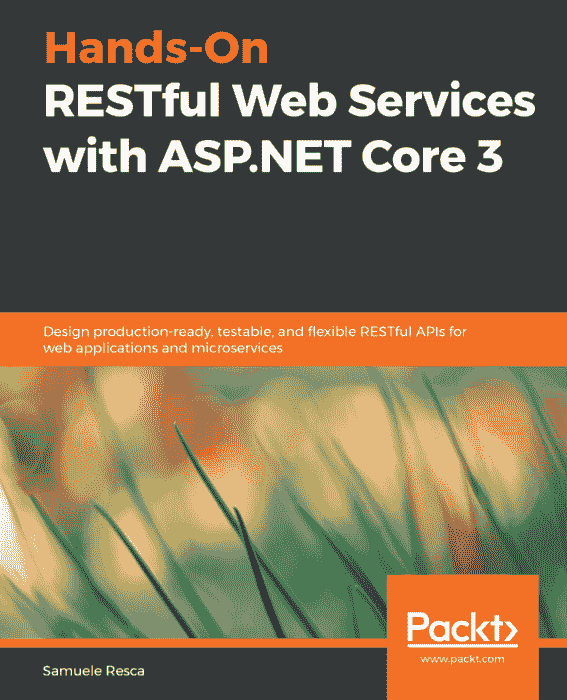 Hands-On
RESTful Web Services
with ASP.NET Core 3
Design production-ready, testable, and flexible RESTful APIs for
web applications and microservices
Packt>
www.packt.com
Samuele Resca